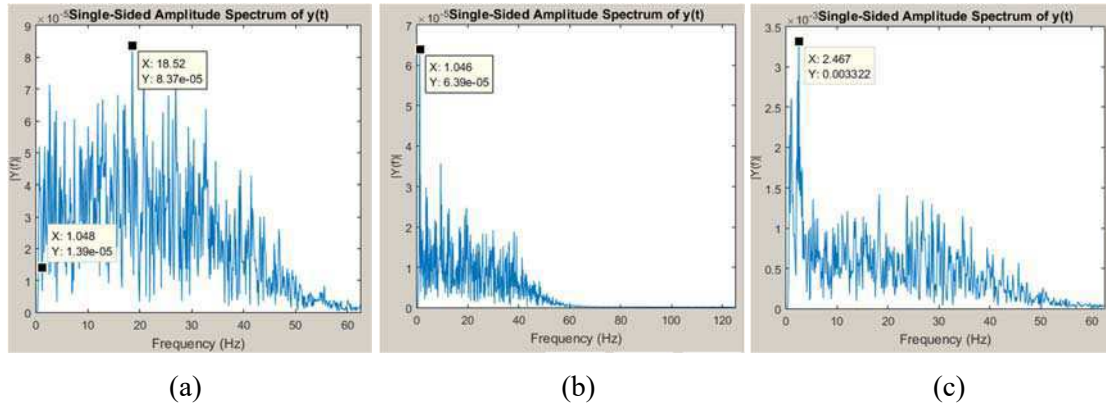 ×10⁻⁵ Single-Sided Amplitude Spectrum of y(t)
9
8
7
6
5
4
3
2
1
0
|Y(f)|
X: 18.52
Y: 8.37e-05
X: 1.048
Y: 1.39e-05
0 10 20 30 40 50 60
Frequency (Hz)
(a)
×10⁻⁵ Single-Sided Amplitude Spectrum of y(t)
7
6
5
4
3
2
1
0
|Y(f)|
X: 1.046
Y: 6.39e-05
0 20 40 60 80 100 120
Frequency (Hz)
(b)
×10⁻³ Single-Sided Amplitude Spectrum of y(t)
3.5
3
2.5
2
1.5
1
0.5
0
|Y(f)|
X: 2.467
Y: 0.003322
0 10 20 30 40 50 60
Frequency (Hz)
(c)